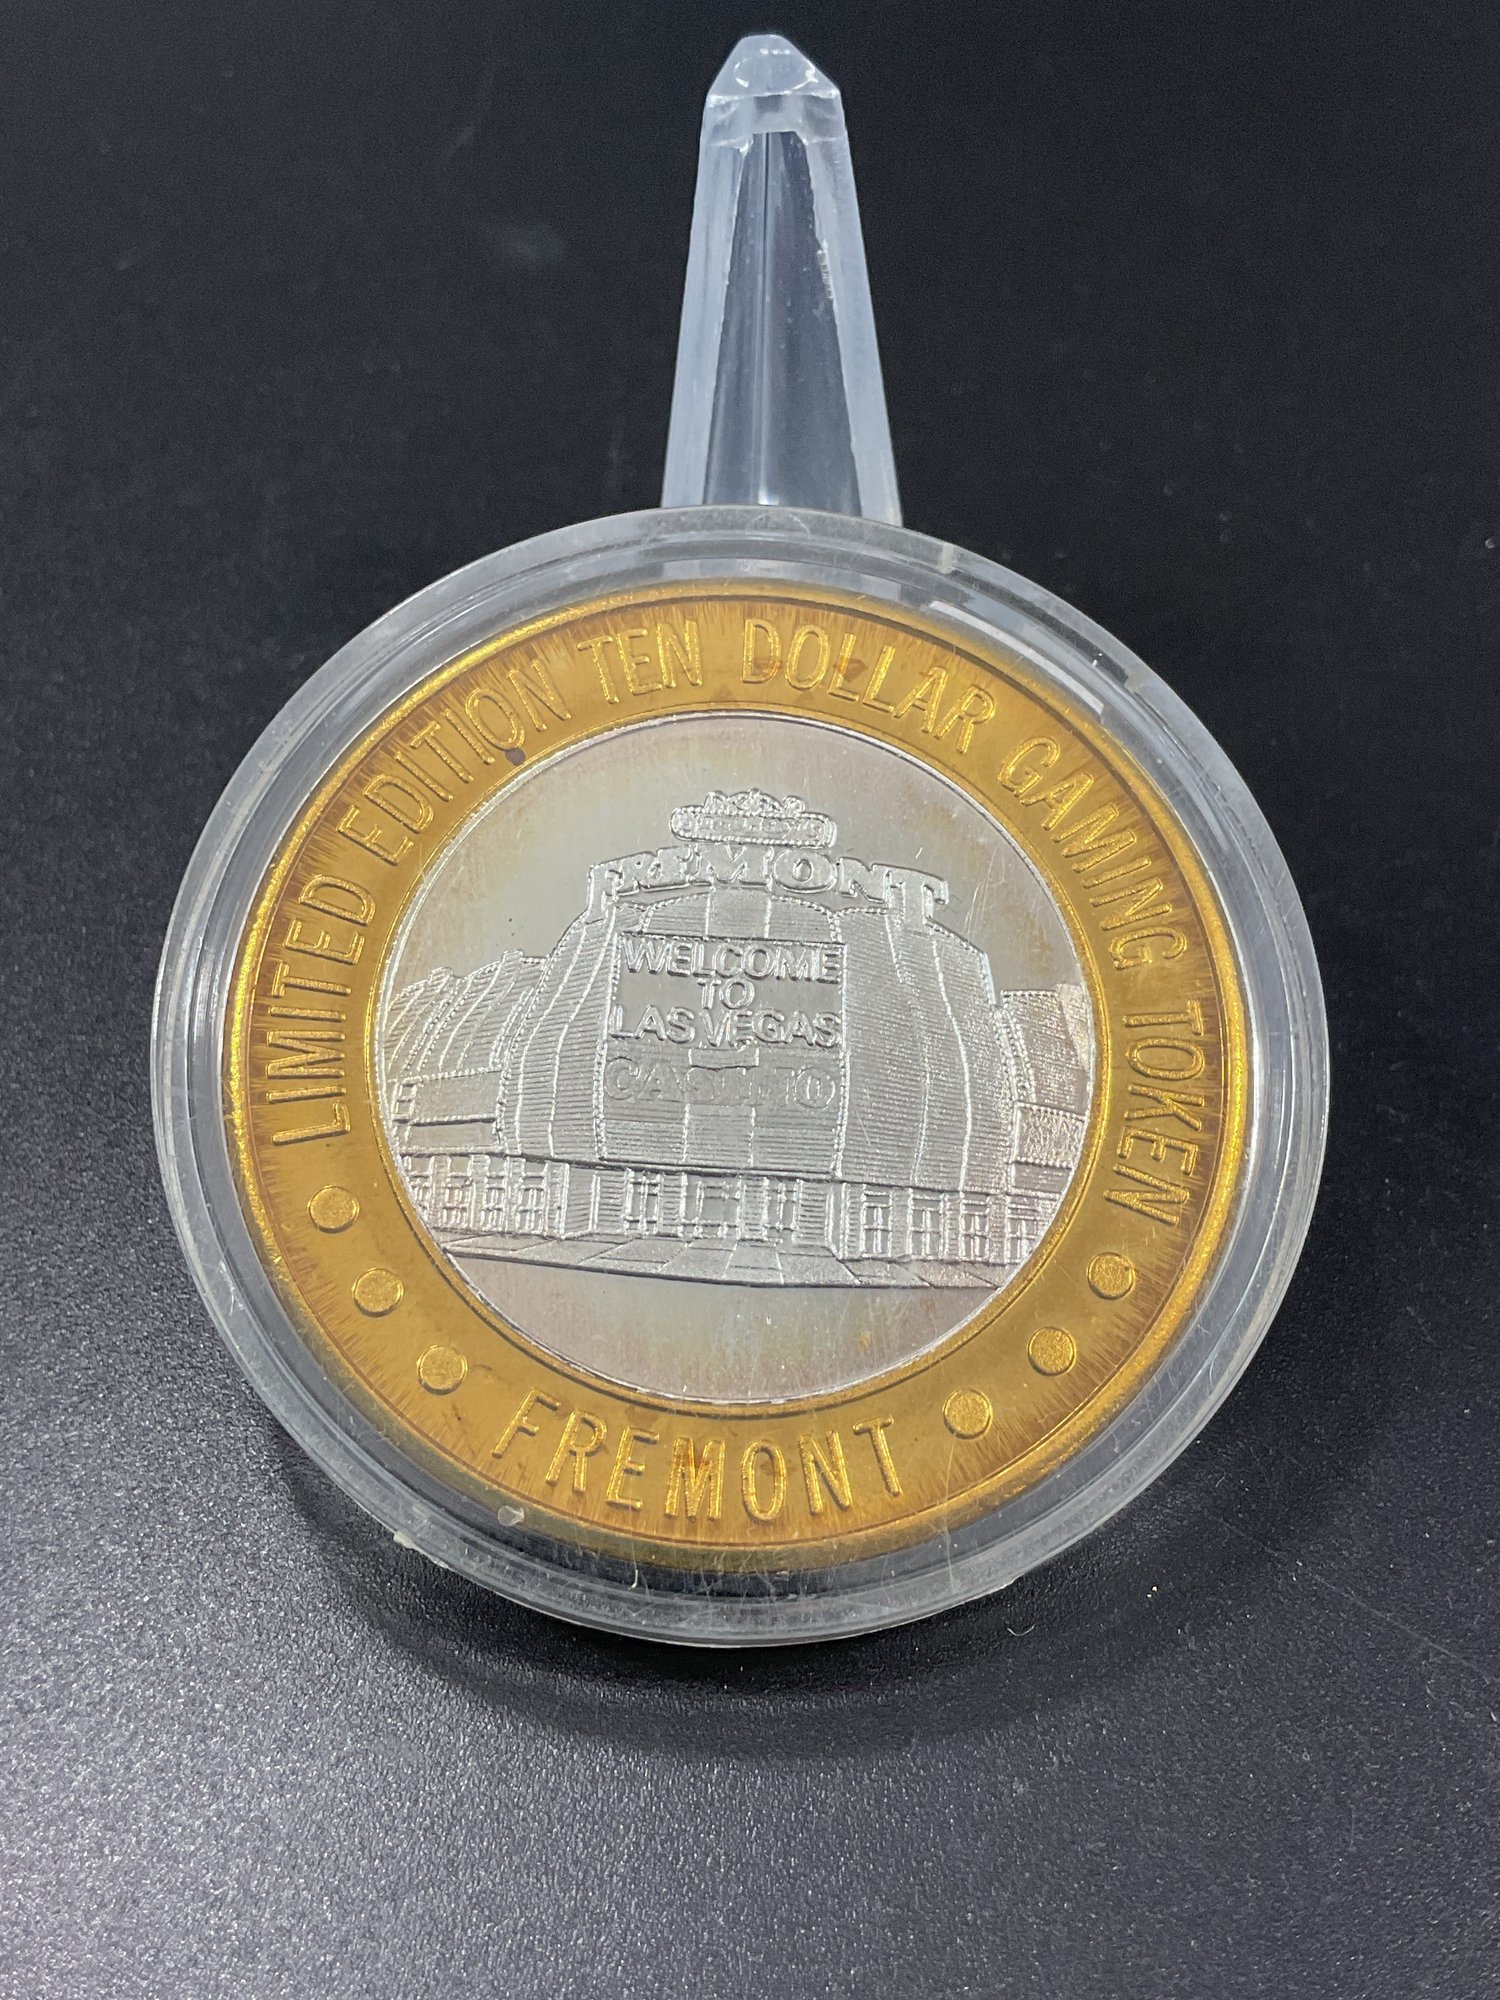 LIMITED EDITION TEN DOLLAR GAMING TOKEN
FREMONT
WELCOME
TO
LAS VEGAS
CASINO
FREMONT